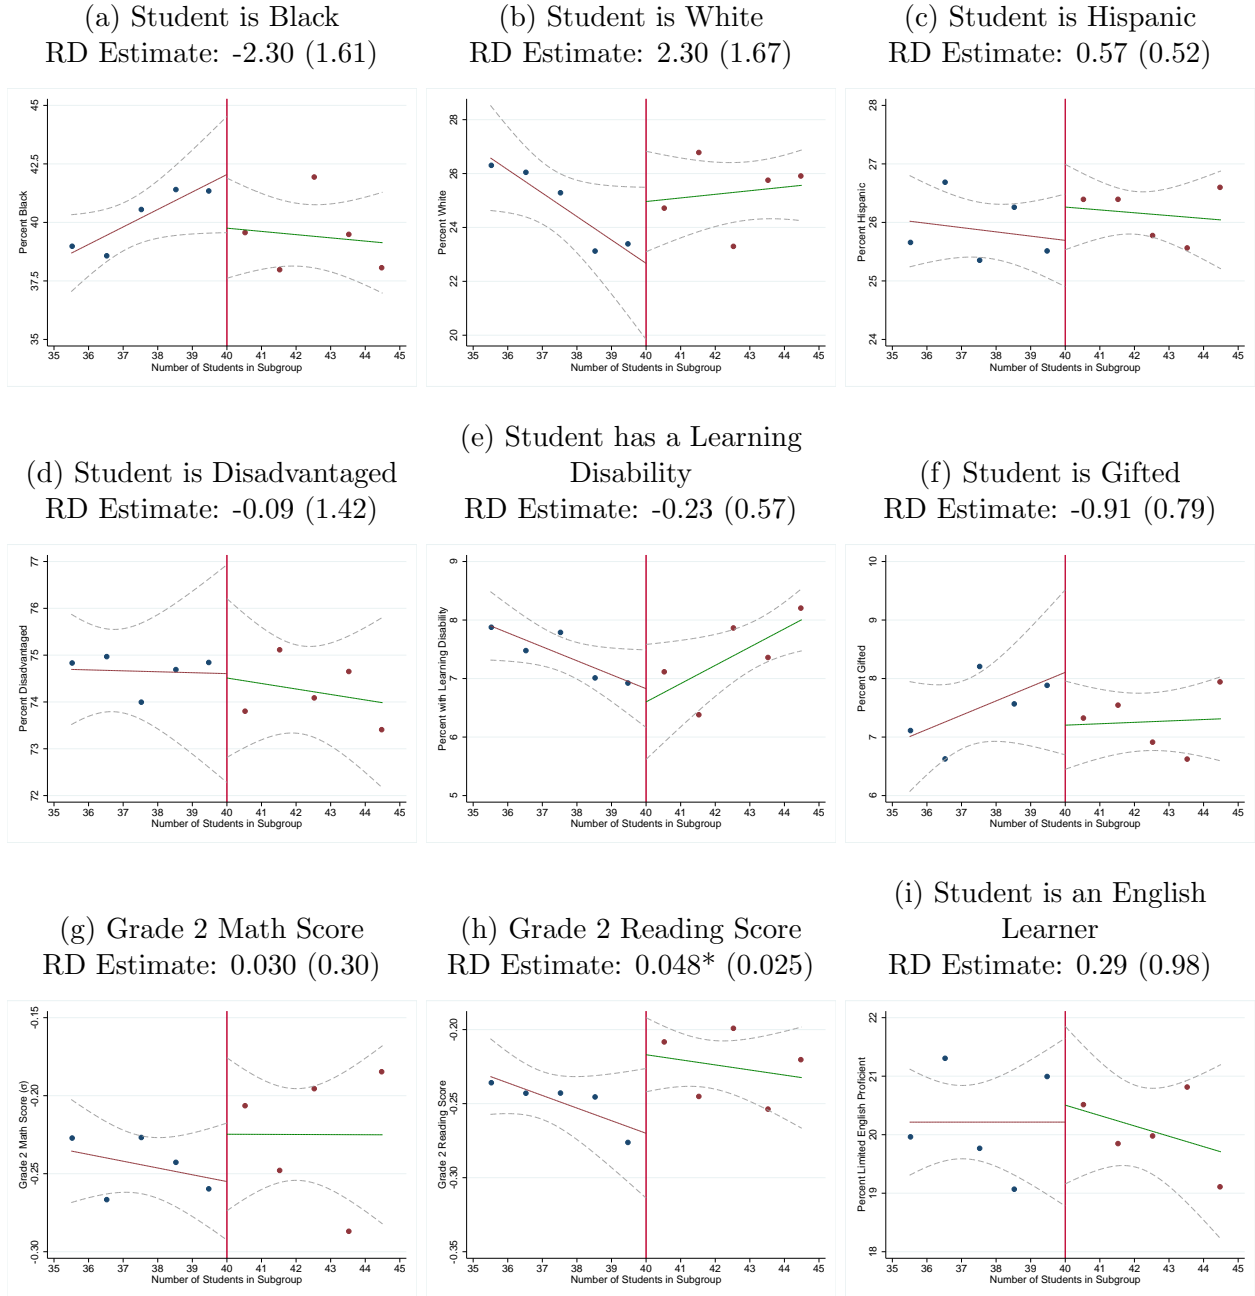 (a) Student is Black
RD Estimate: -2.30 (1.61)
(b) Student is White
RD Estimate: 2.30 (1.67)
(c) Student is Hispanic
RD Estimate: 0.57 (0.52)
Percent Black
45
42.5
40
37.5
35
35 36 37 38 39 40 41 42 43 44 45
Number of Students in Subgroup
Percent White
28
26
24
22
20
35 36 37 38 39 40 41 42 43 44 45
Number of Students in Subgroup
Percent Hispanic
28
27
26
25
24
35 36 37 38 39 40 41 42 43 44 45
Number of Students in Subgroup
(d) Student is Disadvantaged
RD Estimate: -0.09 (1.42)
(e) Student has a Learning
Disability
RD Estimate: -0.23 (0.57)
(f) Student is Gifted
RD Estimate: -0.91 (0.79)
Percent Disadvantaged
77
76
75
74
73
72
35 36 37 38 39 40 41 42 43 44 45
Number of Students in Subgroup
Percent with Learning Disability
9
8
7
6
5
35 36 37 38 39 40 41 42 43 44 45
Number of Students in Subgroup
Percent Gifted
10
9
8
7
6
35 36 37 38 39 40 41 42 43 44 45
Number of Students in Subgroup
(g) Grade 2 Math Score
RD Estimate: 0.030 (0.30)
(h) Grade 2 Reading Score
RD Estimate: 0.048* (0.025)
(i) Student is an English
Learner
RD Estimate: 0.29 (0.98)
Grade 2 Math Score (σ)
-0.15
-0.20
-0.25
-0.30
35 36 37 38 39 40 41 42 43 44 45
Number of Students in Subgroup
Grade 2 Reading Score
-0.20
-0.25
-0.30
-0.35
35 36 37 38 39 40 41 42 43 44 45
Number of Students in Subgroup
Percent Limited English Proficient
22
21
20
19
18
35 36 37 38 39 40 41 42 43 44 45
Number of Students in Subgroup